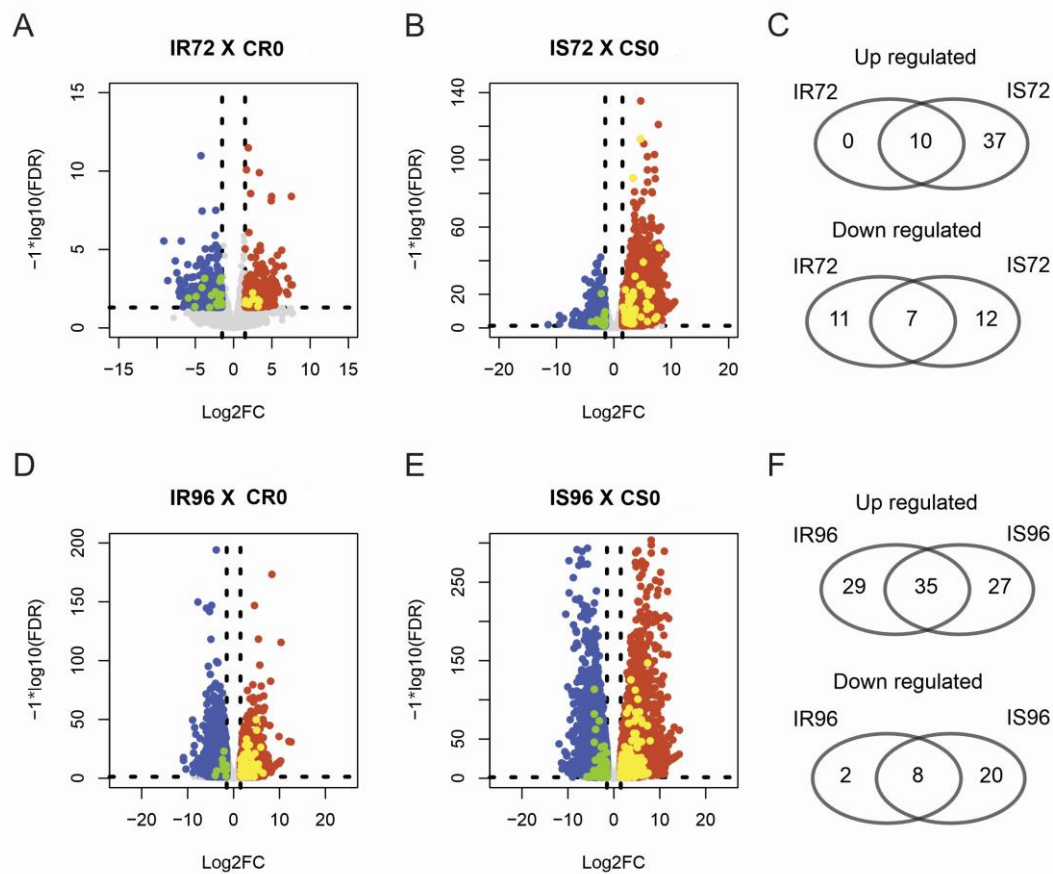 A
IR72 X CR0
−1*log10(FDR)
15
10
5
0
−15
−5
0
5
10
15
Log2FC
B
IS72 X CS0
−1*log10(FDR)
140
100
60
40
20
0
−20
−10
0
10
20
Log2FC
C
Up regulated
IR72
IS72
0
10
37
Down regulated
IR72
IS72
11
7
12
D
IR96 X CR0
−1*log10(FDR)
200
150
100
50
0
−20
−10
0
10
20
Log2FC
E
IS96 X CS0
−1*log10(FDR)
250
150
100
50
0
−20
−10
0
10
20
Log2FC
F
Up regulated
IR96
IS96
29
35
27
Down regulated
IR96
IS96
2
8
20